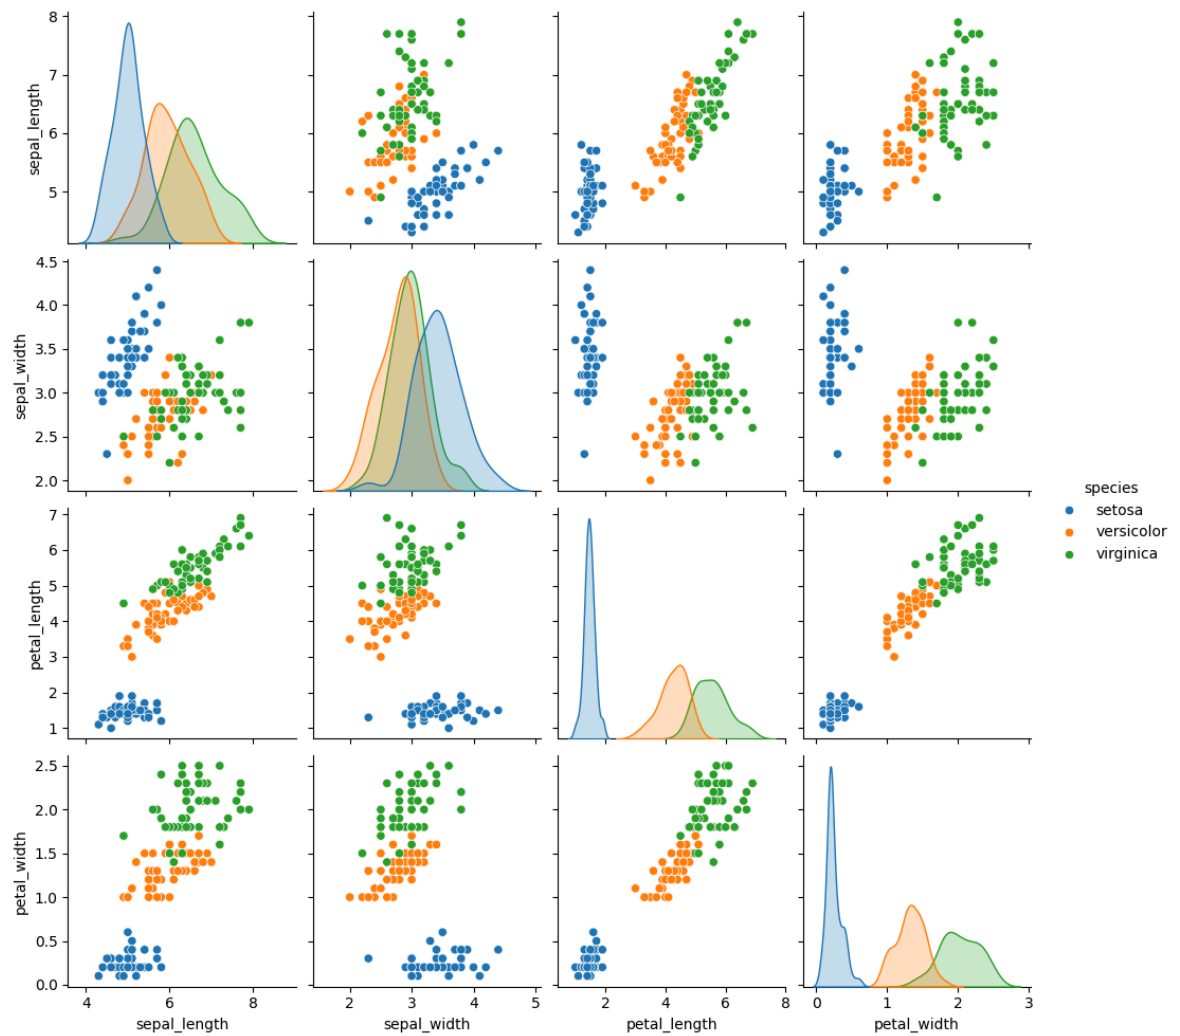 8
7
6
5
sepal_length
4.5
4.0
3.5
3.0
2.5
2.0
sepal_width
species
setosa
versicolor
virginica
7
6
5
4
3
2
1
petal_length
2.5
2.0
1.5
1.0
0.5
0.0
petal_width
4 6 8
2 3 4 5
2 4 6 8
0 1 2 3
sepal_length sepal_width petal_length petal_width